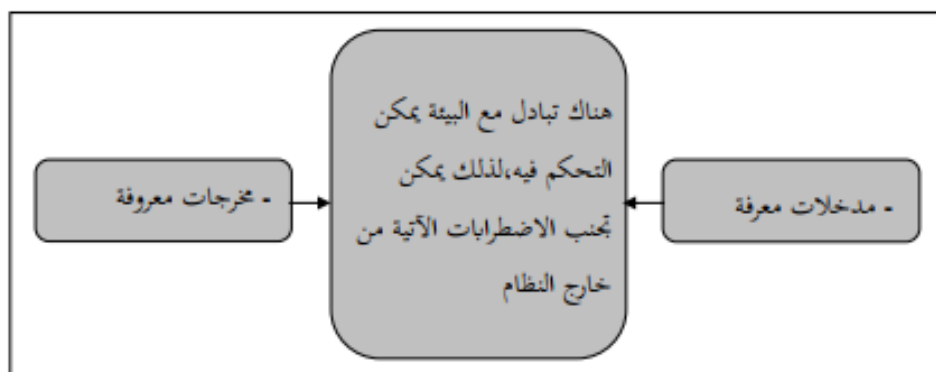 - مدخلات معرفة
هناك تبادل مع البيئة يمكن
التحكم فيه،لذلك يمكن
تجنب الاضطرابات الآتية من
خارج النظام
- مخرجات معروفة